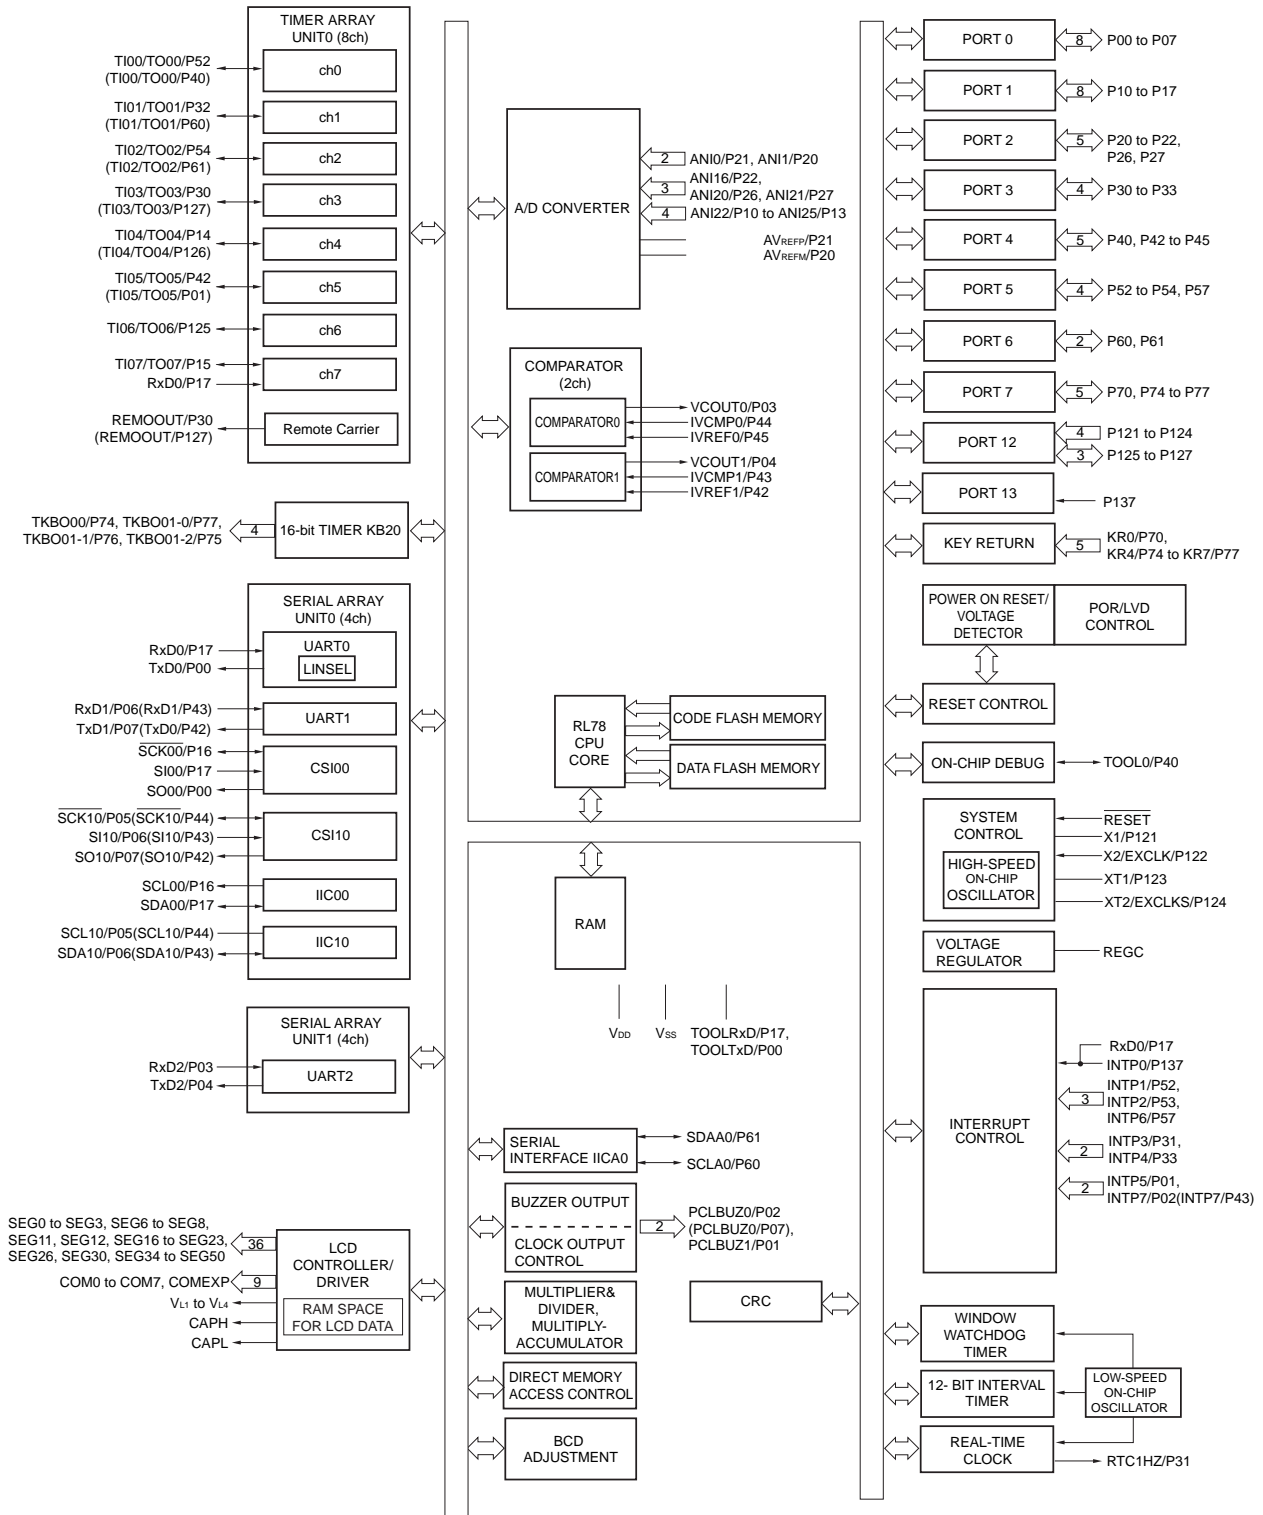 TIMER ARRAY
UNIT0 (8ch)
TI00/TO00/P52
(TI00/TO00/P40)
ch0
TI01/TO01/P32
(TI01/TO01/P60)
ch1
TI02/TO02/P54
(TI02/TO02/P61)
ch2
TI03/TO03/P30
(TI03/TO03/P127)
ch3
TI04/TO04/P14
(TI04/TO04/P126)
ch4
TI05/TO05/P42
(TI05/TO05/P01)
ch5
TI06/TO06/P125
ch6
TI07/TO07/P15
RxD0/P17
ch7
REMOOUT/P30
(REMOOUT/P127)
Remote Carrier
TKBO00/P74, TKBO01-0/P77,
TKBO01-1/P76, TKBO01-2/P75
4
16-bit TIMER KB20
SERIAL ARRAY
UNIT0 (4ch)
RxD0/P17
TxD0/P00
UART0
LINSEL
RxD1/P06(RxD1/P43)
TxD1/P07(TxD0/P42)
UART1
SCK00/P16
SI00/P17
SO00/P00
CSI00
SCK10/P05(SCK10/P44)
SI10/P06(SI10/P43)
SO10/P07(SO10/P42)
CSI10
SCL00/P16
SDA00/P17
IIC00
SCL10/P05(SCL10/P44)
SDA10/P06(SDA10/P43)
IIC10
SERIAL ARRAY
UNIT1 (4ch)
RxD2/P03
TxD2/P04
UART2
SEG0 to SEG3, SEG6 to SEG8,
SEG11, SEG12, SEG16 to SEG23,
SEG26, SEG30, SEG34 to SEG50
36
COM0 to COM7, COMEXP
9
VL1 to VL4
CAPH
CAPL
LCD
CONTROLLER/
DRIVER
RAM SPACE
FOR LCD DATA
A/D CONVERTER
2
ANI0/P21, ANI1/P20
3
ANI16/P22,
ANI20/P26, ANI21/P27
4
ANI22/P10 to ANI25/P13
AVREFP/P21
AVREFM/P20
COMPARATOR
(2ch)
COMPARATOR0
VCOUT0/P03
IVCMP0/P44
IVREF0/P45
COMPARATOR1
VCOUT1/P04
IVCMP1/P43
IVREF1/P42
RL78
CPU
CORE
CODE FLASH MEMORY
DATA FLASH MEMORY
RAM
VDD
VSS
TOOLRxD/P17,
TOOLTxD/P00
SERIAL
INTERFACE IICA0
SDAA0/P61
SCLA0/P60
BUZZER OUTPUT
CLOCK OUTPUT
CONTROL
2
PCLBUZ0/P02
(PCLBUZ0/P07),
PCLBUZ1/P01
MULTIPLIER&
DIVIDER,
MULITIPLY-
ACCUMULATOR
DIRECT MEMORY
ACCESS CONTROL
BCD
ADJUSTMENT
CRC
PORT 0
8
P00 to P07
PORT 1
8
P10 to P17
PORT 2
5
P20 to P22,
P26, P27
PORT 3
4
P30 to P33
PORT 4
5
P40, P42 to P45
PORT 5
4
P52 to P54, P57
PORT 6
2
P60, P61
PORT 7
5
P70, P74 to P77
PORT 12
4
P121 to P124
3
P125 to P127
PORT 13
P137
KEY RETURN
5
KR0/P70,
KR4/P74 to KR7/P77
POWER ON RESET/
VOLTAGE
DETECTOR
POR/LVD
CONTROL
RESET CONTROL
ON-CHIP DEBUG
TOOL0/P40
SYSTEM
CONTROL
HIGH-SPEED
ON-CHIP
OSCILLATOR
RESET
X1/P121
X2/EXCLK/P122
XT1/P123
XT2/EXCLKS/P124
VOLTAGE
REGULATOR
REGC
INTERRUPT
CONTROL
RxD0/P17
INTP0/P137
3
INTP1/P52,
INTP2/P53,
INTP6/P57
2
INTP3/P31,
INTP4/P33
2
INTP5/P01,
INTP7/P02(INTP7/P43)
WINDOW
WATCHDOG
TIMER
12- BIT INTERVAL
TIMER
LOW-SPEED
ON-CHIP
OSCILLATOR
REAL-TIME
CLOCK
RTC1HZ/P31